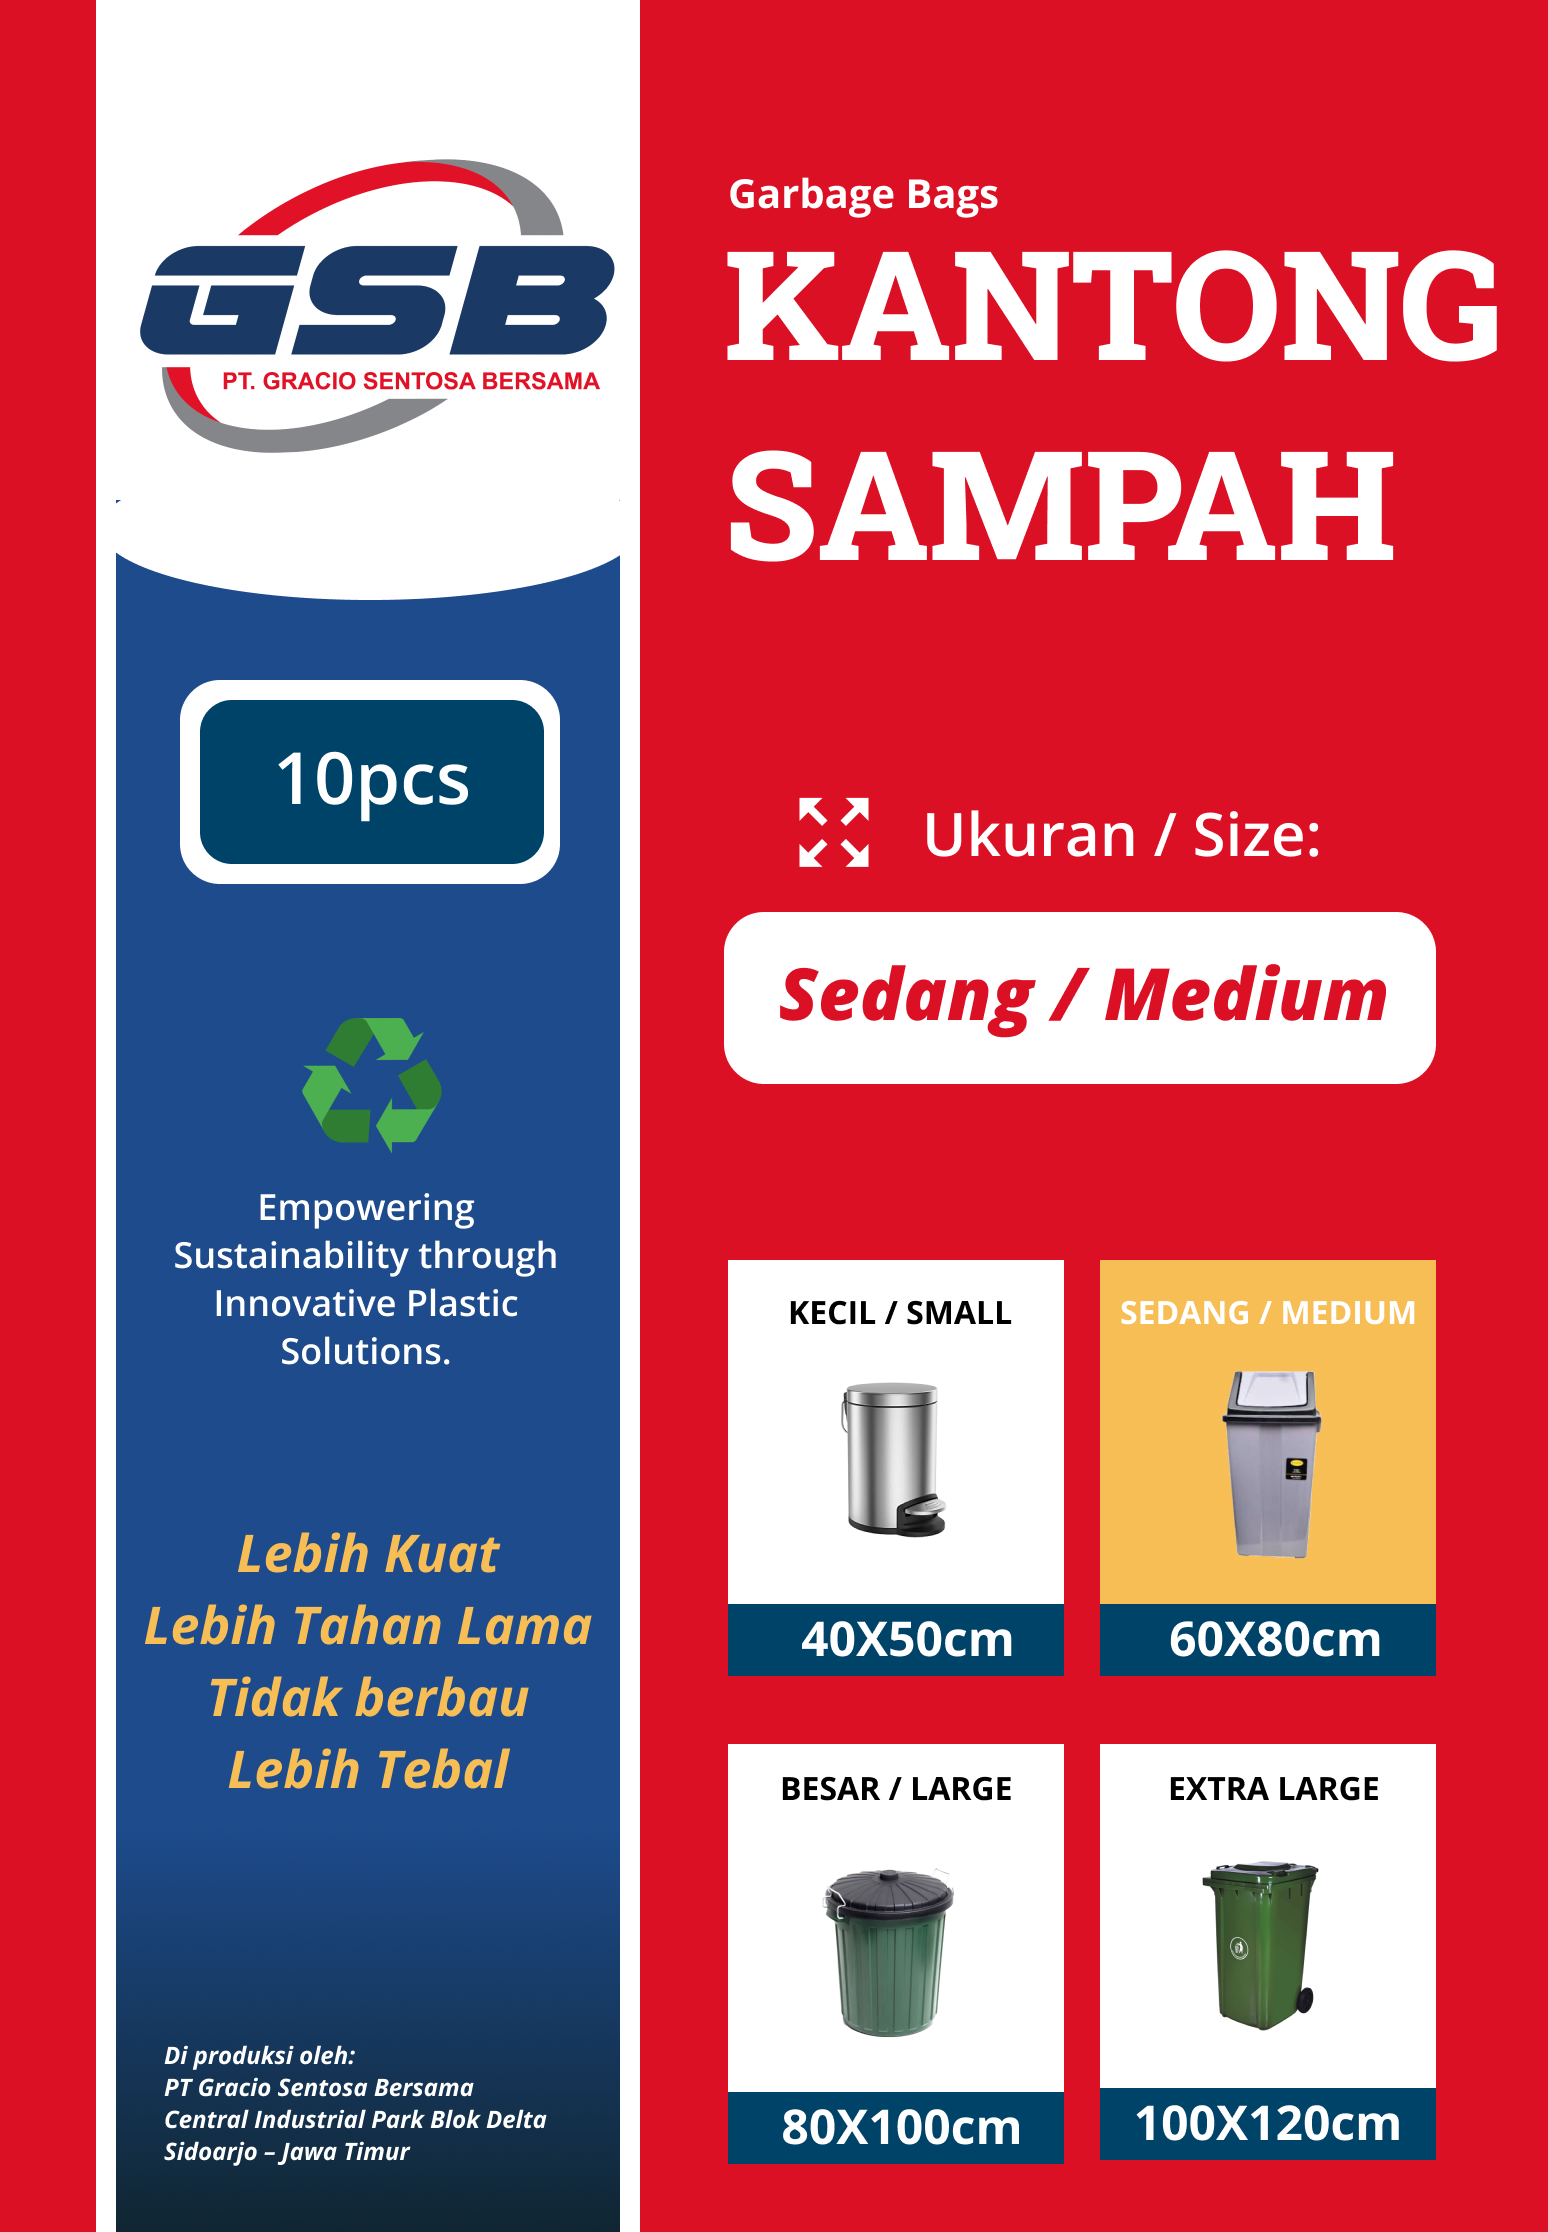 GSB
PT. GRACIO SENTOSA BERSAMA
10pcs
Empowering
Sustainability through
Innovative Plastic
Solutions.
Lebih Kuat
Lebih Tahan Lama
Tidak berbau
Lebih Tebal
Di produksi oleh:
PT Gracio Sentosa Bersama
Central Industrial Park Blok Delta
Sidoarjo – Jawa Timur
Garbage Bags
KANTONG
SAMPAH
Ukuran / Size:
Sedang / Medium
KECIL / SMALL
40X50cm
SEDANG / MEDIUM
60X80cm
BESAR / LARGE
80X100cm
EXTRA LARGE
100X120cm